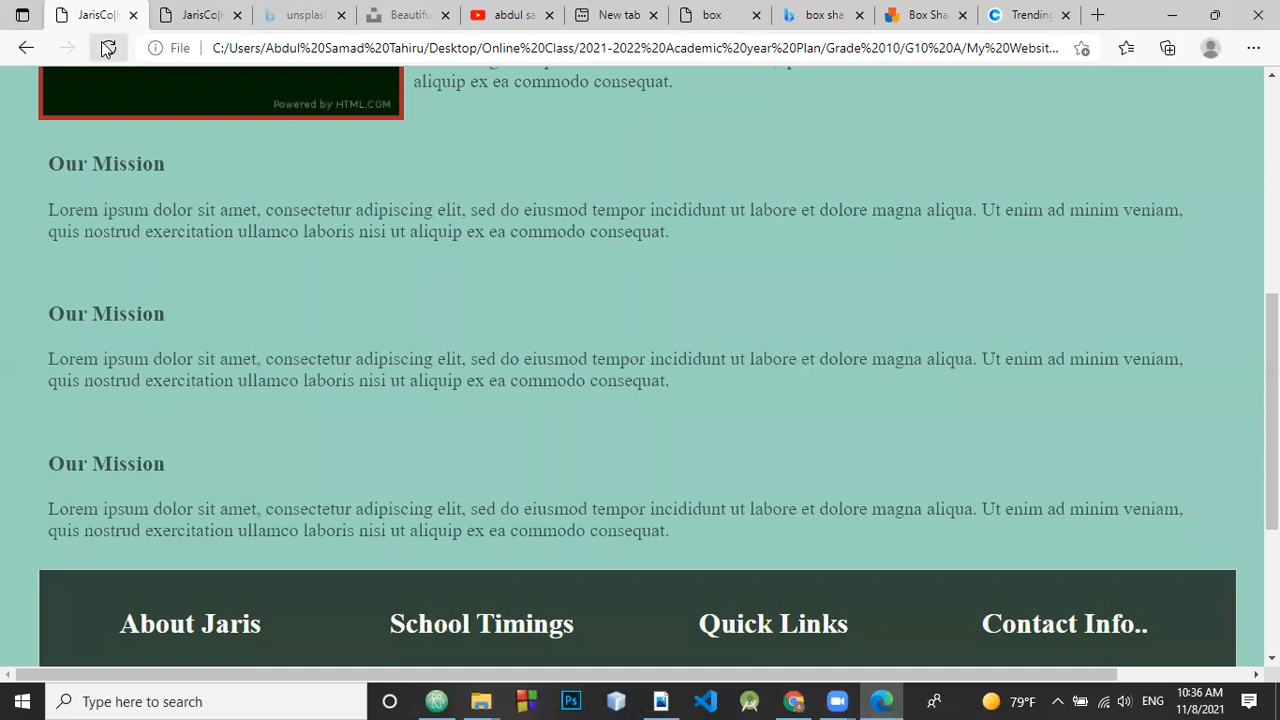 JarisCo|
JarisCo|
unsplas
Beautifu
abdul sa
New tab
box
box sha
Box Sha
Trending
File
C:/Users/Abdul%20Samad%20Tahiru/Desktop/Online%20Class/2021-2022%20Academic%20year%20Plan/Grade%2010/G10%20A/My%20Website...
aliquip ex ea commodo consequat.
Powered by HTML.COM
Our Mission
Lorem ipsum dolor sit amet, consectetur adipiscing elit, sed do eiusmod tempor incididunt ut labore et dolore magna aliqua. Ut enim ad minim veniam,
quis nostrud exercitation ullamco laboris nisi ut aliquip ex ea commodo consequat.
Our Mission
Lorem ipsum dolor sit amet, consectetur adipiscing elit, sed do eiusmod tempor incididunt ut labore et dolore magna aliqua. Ut enim ad minim veniam,
quis nostrud exercitation ullamco laboris nisi ut aliquip ex ea commodo consequat.
Our Mission
Lorem ipsum dolor sit amet, consectetur adipiscing elit, sed do eiusmod tempor incididunt ut labore et dolore magna aliqua. Ut enim ad minim veniam,
quis nostrud exercitation ullamco laboris nisi ut aliquip ex ea commodo consequat.
About Jaris
School Timings
Quick Links
Contact Info..
Type here to search
Ps
79°F
ENG
10:36 AM
11/8/2021